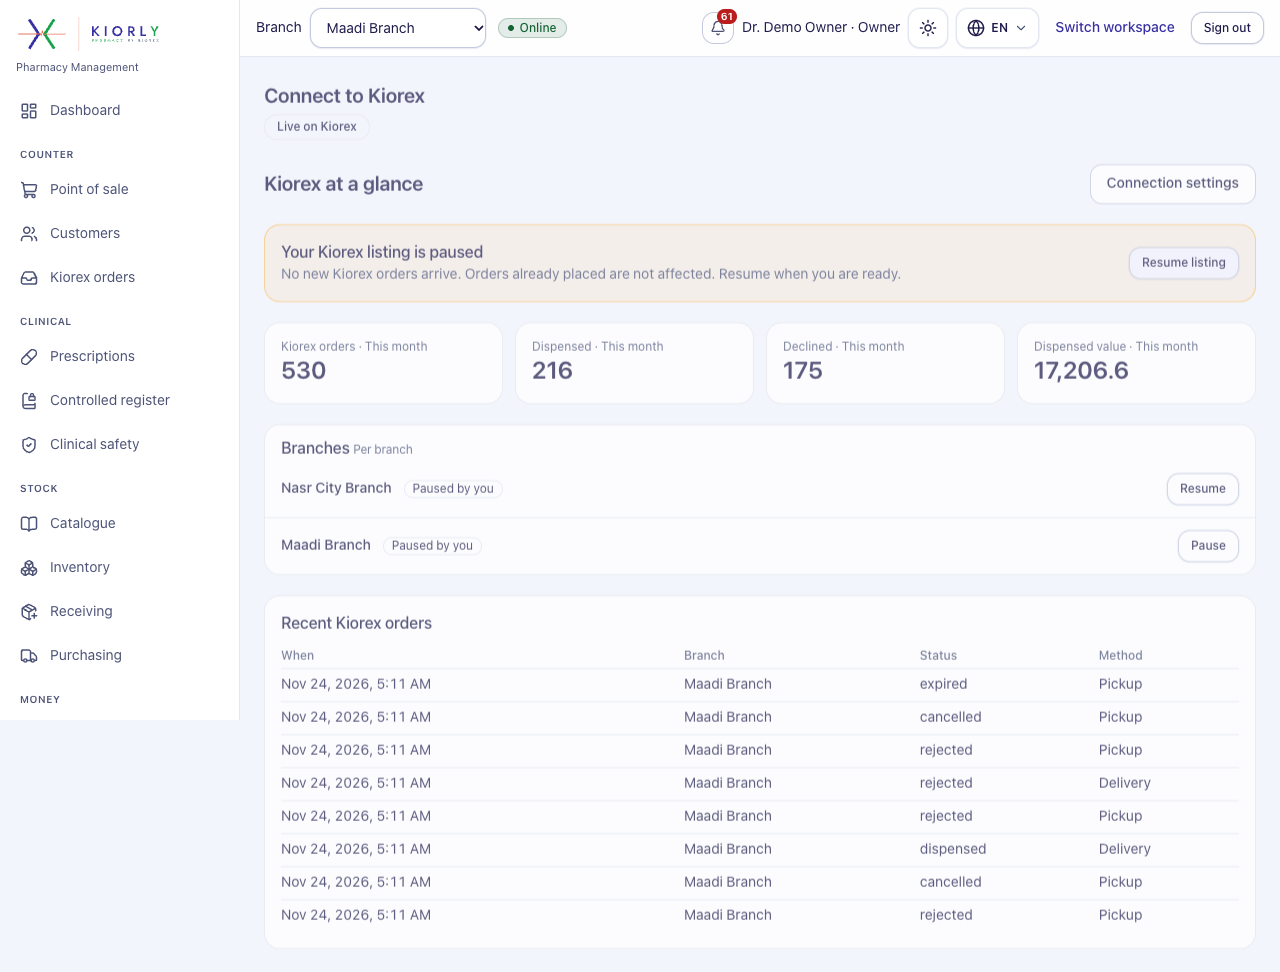 KIORLY
PHARMACY BY KIOREX
Pharmacy Management
Dashboard
COUNTER
Point of sale
Customers
Kiorex orders
CLINICAL
Prescriptions
Controlled register
Clinical safety
STOCK
Catalogue
Inventory
Receiving
Purchasing
MONEY
Branch
Maadi Branch
Online
61
Dr. Demo Owner · Owner
EN
Switch workspace
Sign out
Connect to Kiorex
Live on Kiorex
Kiorex at a glance
Connection settings
Your Kiorex listing is paused
No new Kiorex orders arrive. Orders already placed are not affected. Resume when you are ready.
Resume listing
Kiorex orders · This month
530
Dispensed · This month
216
Declined · This month
175
Dispensed value · This month
17,206.6
Branches Per branch
Nasr City Branch Paused by you Resume
Maadi Branch Paused by you Pause
Recent Kiorex orders
When Branch Status Method
Nov 24, 2026, 5:11 AM Maadi Branch expired Pickup
Nov 24, 2026, 5:11 AM Maadi Branch cancelled Pickup
Nov 24, 2026, 5:11 AM Maadi Branch rejected Pickup
Nov 24, 2026, 5:11 AM Maadi Branch rejected Delivery
Nov 24, 2026, 5:11 AM Maadi Branch rejected Pickup
Nov 24, 2026, 5:11 AM Maadi Branch dispensed Delivery
Nov 24, 2026, 5:11 AM Maadi Branch cancelled Pickup
Nov 24, 2026, 5:11 AM Maadi Branch rejected Pickup